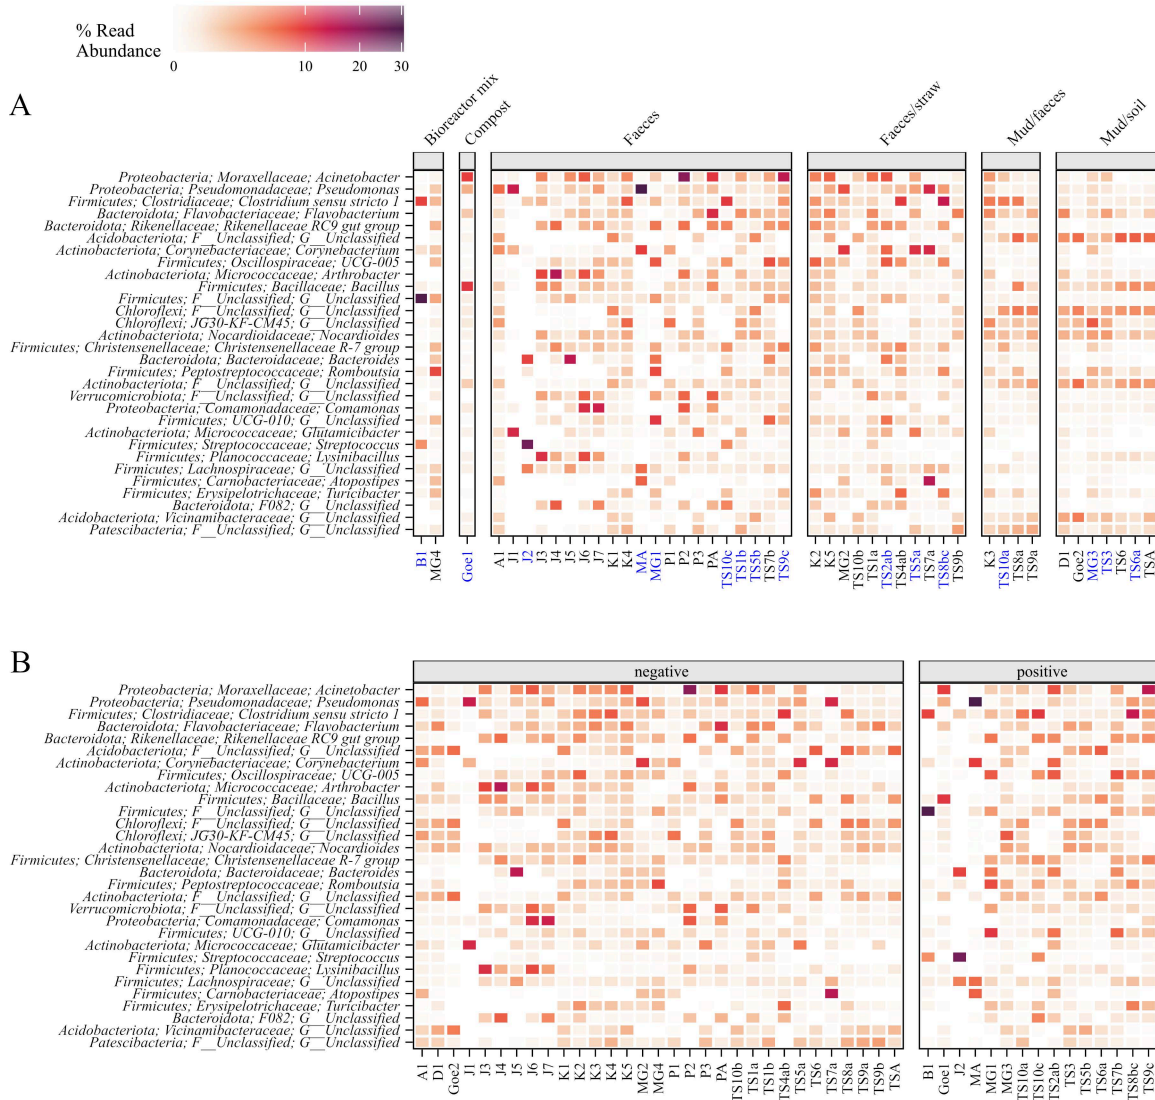 % Read
Abundance
0 10 20 30
A
Bioreactor mix
Compost
Faeces
Faeces/straw
Mud/faeces
Mud/soil
Proteobacteria; Moraxellaceae; Acinetobacter
Proteobacteria; Pseudomonadaceae; Pseudomonas
Firmicutes; Clostridiaceae; Clostridium sensu stricto 1
Bacteroidota; Flavobacteriaceae; Flavobacterium
Bacteroidota; Rikenellaceae; Rikenellaceae RC9 gut group
Acidobacteriota; F__Unclassified; G__Unclassified
Actinobacteriota; Corynebacteriaceae; Corynebacterium
Firmicutes; Oscillospiraceae; UCG-005
Actinobacteriota; Micrococcaceae; Arthrobacter
Firmicutes; Bacillaceae; Bacillus
Firmicutes; F__Unclassified; G__Unclassified
Chloroflexi; F__Unclassified; G__Unclassified
Chloroflexi; JG30-KF-CM45; G__Unclassified
Actinobacteriota; Nocardioidaceae; Nocardioides
Firmicutes; Christensenellaceae; Christensenellaceae R-7 group
Bacteroidota; Bacteroidaceae; Bacteroides
Firmicutes; Peptostreptococcaceae; Romboutsia
Actinobacteriota; F__Unclassified; G__Unclassified
Verrucomicrobiota; F__Unclassified; G__Unclassified
Proteobacteria; Comamonadaceae; Comamonas
Firmicutes; UCG-010; G__Unclassified
Actinobacteriota; Micrococcaceae; Glutamicibacter
Firmicutes; Streptococcaceae; Streptococcus
Firmicutes; Planococcaceae; Lysinibacillus
Firmicutes; Lachnospiraceae; G__Unclassified
Firmicutes; Carnobacteriaceae; Atopostipes
Firmicutes; Erysipelotrichaceae; Turicibacter
Bacteroidota; F082; G__Unclassified
Acidobacteriota; Vicinamibacteraceae; G__Unclassified
Patescibacteria; F__Unclassified; G__Unclassified
B1 MG4 Goe1 A1 J1 J2 J3 J4 J5 J6 J7 K1 K4 MA MG1 P1 P2 P3 PA TS10c TS1b TS5b TS7b TS9c K2 K5 MG2 TS10b TS1a TS2ab TS4ab TS5a TS7a TS8bc TS9b K3 TS10a TS8a TS9a D1 Goe2 MG3 TS3 TS6 TS6a TSA
B
negative positive
Proteobacteria; Moraxellaceae; Acinetobacter
Proteobacteria; Pseudomonadaceae; Pseudomonas
Firmicutes; Clostridiaceae; Clostridium sensu stricto 1
Bacteroidota; Flavobacteriaceae; Flavobacterium
Bacteroidota; Rikenellaceae; Rikenellaceae RC9 gut group
Acidobacteriota; F__Unclassified; G__Unclassified
Actinobacteriota; Corynebacteriaceae; Corynebacterium
Firmicutes; Oscillospiraceae; UCG-005
Actinobacteriota; Micrococcaceae; Arthrobacter
Firmicutes; Bacillaceae; Bacillus
Firmicutes; F__Unclassified; G__Unclassified
Chloroflexi; F__Unclassified; G__Unclassified
Chloroflexi; JG30-KF-CM45; G__Unclassified
Actinobacteriota; Nocardioidaceae; Nocardioides
Firmicutes; Christensenellaceae; Christensenellaceae R-7 group
Bacteroidota; Bacteroidaceae; Bacteroides
Firmicutes; Peptostreptococcaceae; Romboutsia
Actinobacteriota; F__Unclassified; G__Unclassified
Verrucomicrobiota; F__Unclassified; G__Unclassified
Proteobacteria; Comamonadaceae; Comamonas
Firmicutes; UCG-010; G__Unclassified
Actinobacteriota; Micrococcaceae; Glutamicibacter
Firmicutes; Streptococcaceae; Streptococcus
Firmicutes; Planococcaceae; Lysinibacillus
Firmicutes; Lachnospiraceae; G__Unclassified
Firmicutes; Carnobacteriaceae; Atopostipes
Firmicutes; Erysipelotrichaceae; Turicibacter
Bacteroidota; F082; G__Unclassified
Acidobacteriota; Vicinamibacteraceae; G__Unclassified
Patescibacteria; F__Unclassified; G__Unclassified
A1 D1 Goe2 J1 J3 J4 J5 J6 J7 K1 K2 K3 K4 K5 MG2 MG4 P1 P2 P3 PA TS10b TS1a TS1b TS4ab TS5a TS6 TS7a TS8a TS9a TS9b TSA B1 Goe1 J2 MA MG1 MG3 TS10a TS10c TS2ab TS3 TS5b TS6a TS7b TS8bc TS9c